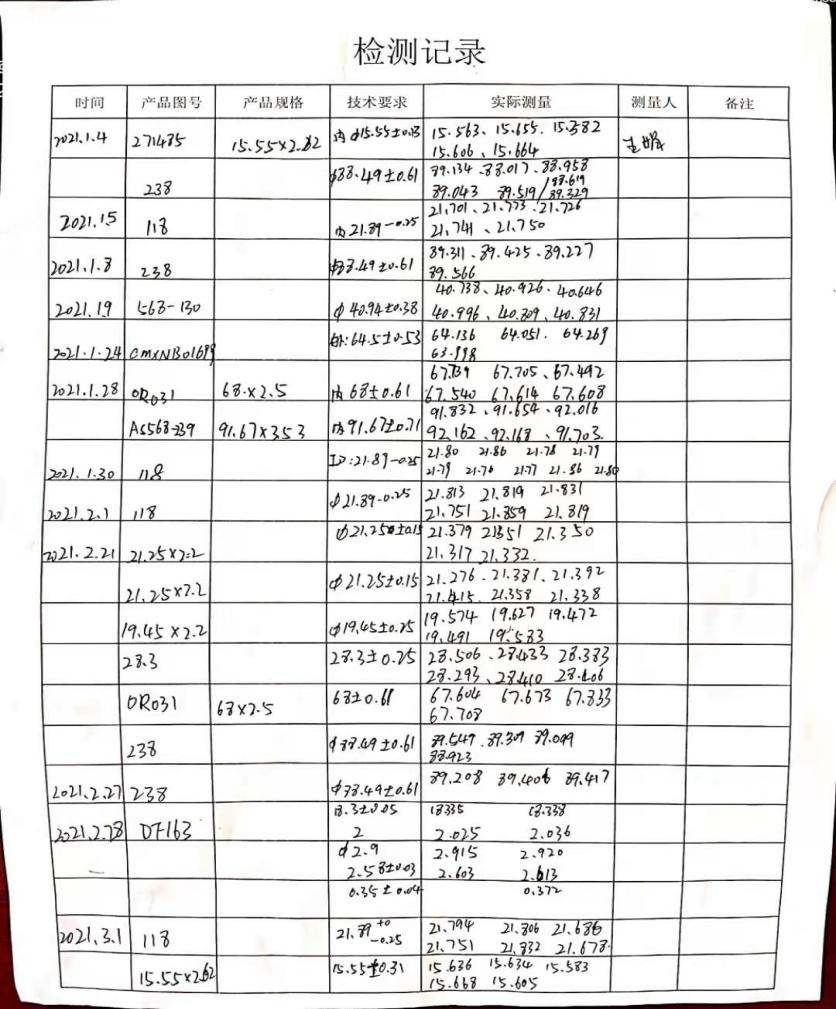 检测记录
时间 产品图号 产品规格 技术要求 实际测量 测量人 备注
2021.1.4 271485 15.55×2.62 内 φ15.55±0.13 15.563、15.655. 15.582
15.606、15.664
238 φ88.49±0.61 89.134 .88.017.88.958
89.043 89.519/88.619
89.329
2021.15 118 内21.89-0.25 21.701、21.773.21.726
21.741、21.750
2021.1.8 238 φ88.49±0.61 89.311.89.425.89.227
89.566
2021.19 568-130 φ40.94±0.38 40.738.40.926.40.646
40.996、40.809、40.831
2021.1.24 CMXNB01699 外:64.5±0.53 64.136 64.051. 64.269
63.998
2021.1.28 OR031 68×2.5 内68±0.61 67.739 67.705、67.492
67.540 67.614 67.608
AS568-239 91.67×353 内91.67±0.71 91.832、91.654、92.016
92.162.92.168、91.703.
2021.1.30 118 ID:21.89-0.25 21.80 21.86 21.78 21.79
21.79 21.76 21.77 21.86 21.80
2021.2.1 118 φ21.89-0.25 21.813 21.819 21.831
21.751 21.859 21.819
2021.2.21 21.25×2.2 φ21.250±0.15 21.379 21351 21.350
21.317 21.332.
21.25×2.2 φ21.25±0.15 21.276.21.381.21.392
21.415. 21.358 21.338
19.45×2.2 φ19.45±0.25 19.574 19.627 19.472
19.491 19.583
28.3 28.3±0.25 28.506、28.433 28.383
28.293、28.410 28.406
OR031 68×2.5 68±0.61 67.604 67.673 67.833
67.708
238 φ88.49±0.61 89.549.89.309 89.099
88.923
2021.2.27 238 φ88.49±0.61 89.208 89.406 89.417
2021.2.28 DF163 18.3±0.05 18.335 18.338
2 2.025 2.036
φ2.9 2.915 2.920
2.58±0.03 2.603 2.613
0.35±0.04 0.372
2021.3.1 118 21.89 +0 -0.25 21.794 21.806 21.686
21.751 21.832 21.678
15.55×2.62 15.55±0.31 15.636 15.634 15.583
15.668 15.605